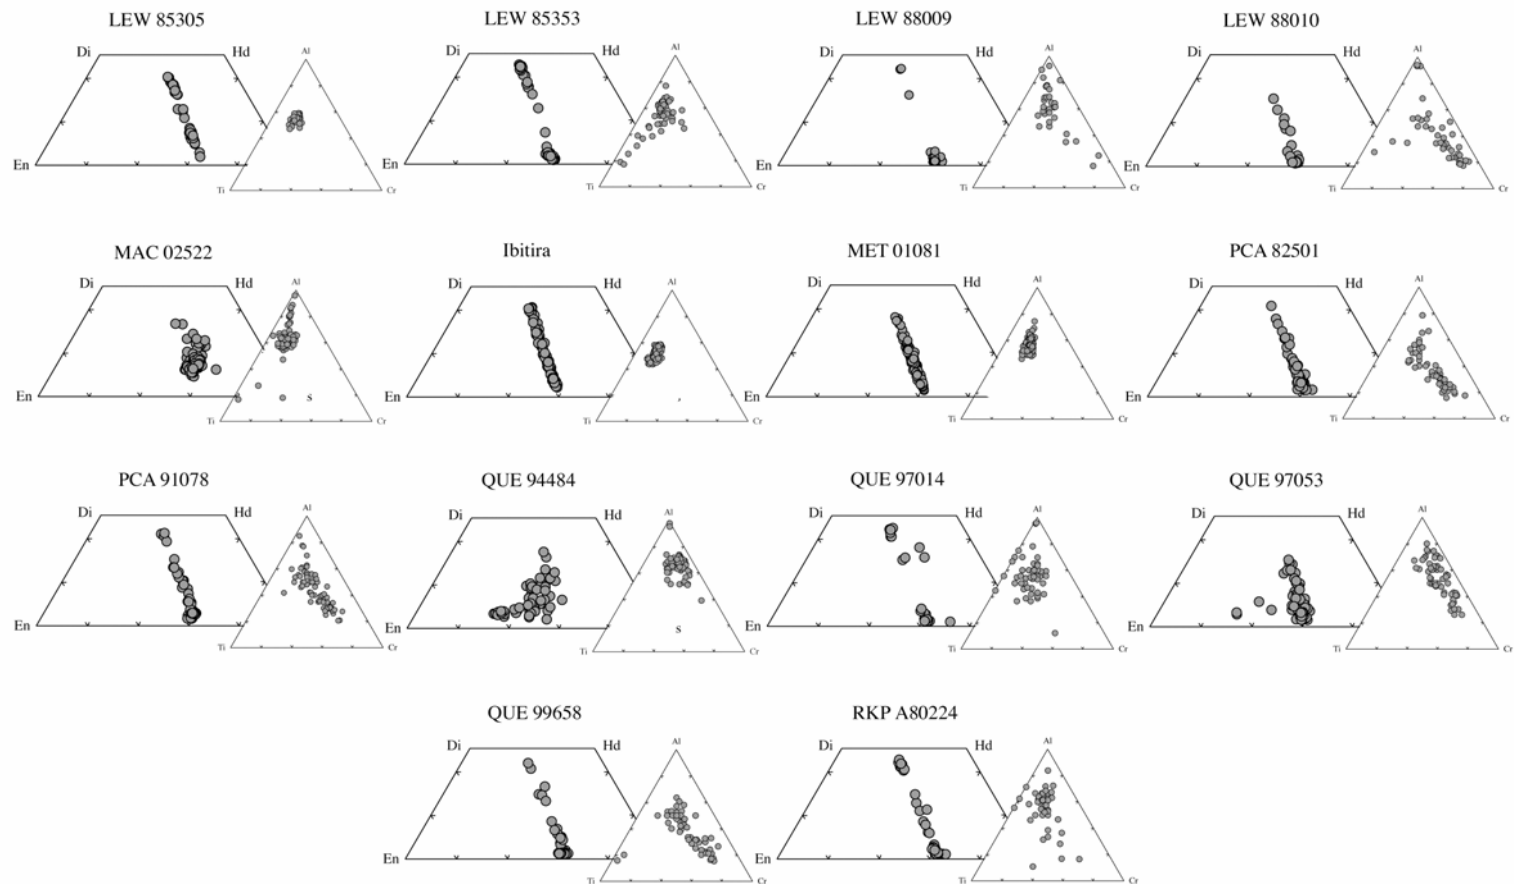 LEW 85305 LEW 85353 LEW 88009 LEW 88010
Di Hd Al Di Hd Al Di Hd Al Di Hd Al
En Ti Cr En Ti Cr En Ti Cr En Ti Cr
MAC 02522 Ibitira MET 01081 PCA 82501
Di Hd Al Di Hd Al Di Hd Al Di Hd Al
En s Ti Cr En Ti Cr En Ti Cr En Ti Cr
PCA 91078 QUE 94484 QUE 97014 QUE 97053
Di Hd Al Di Hd Al Di Hd Al Di Hd Al
En Ti Cr En s Ti Cr En Ti Cr En Ti Cr
QUE 99658 RKP A80224
Di Hd Al Di Hd Al
En Ti Cr En Ti Cr